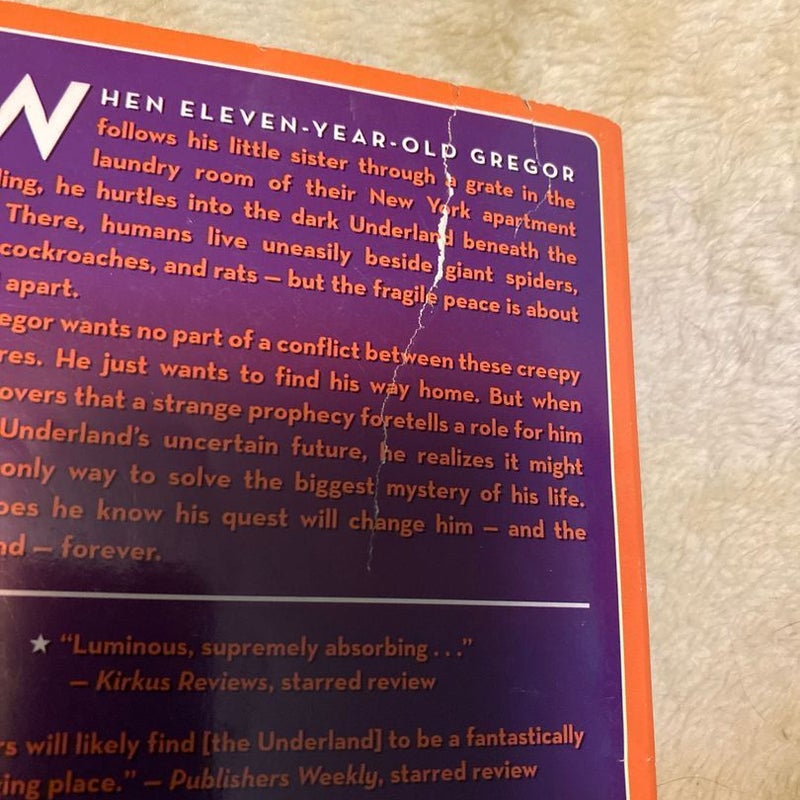 WHEN ELEVEN-YEAR-OLD GREGOR
follows his little sister through a grate in the
laundry room of their New York apartment
ling, he hurtles into the dark Underland beneath the
There, humans live uneasily beside giant spiders,
cockroaches, and rats — but the fragile peace is about
apart.
egor wants no part of a conflict between these creepy
res. He just wants to find his way home. But when
overs that a strange prophecy foretells a role for him
Underland's uncertain future, he realizes it might
only way to solve the biggest mystery of his life.
oes he know his quest will change him — and the
nd — forever.
★ “Luminous, supremely absorbing . . .”
— Kirkus Reviews, starred review
rs will likely find [the Underland] to be a fantastically
ing place.” — Publishers Weekly, starred review